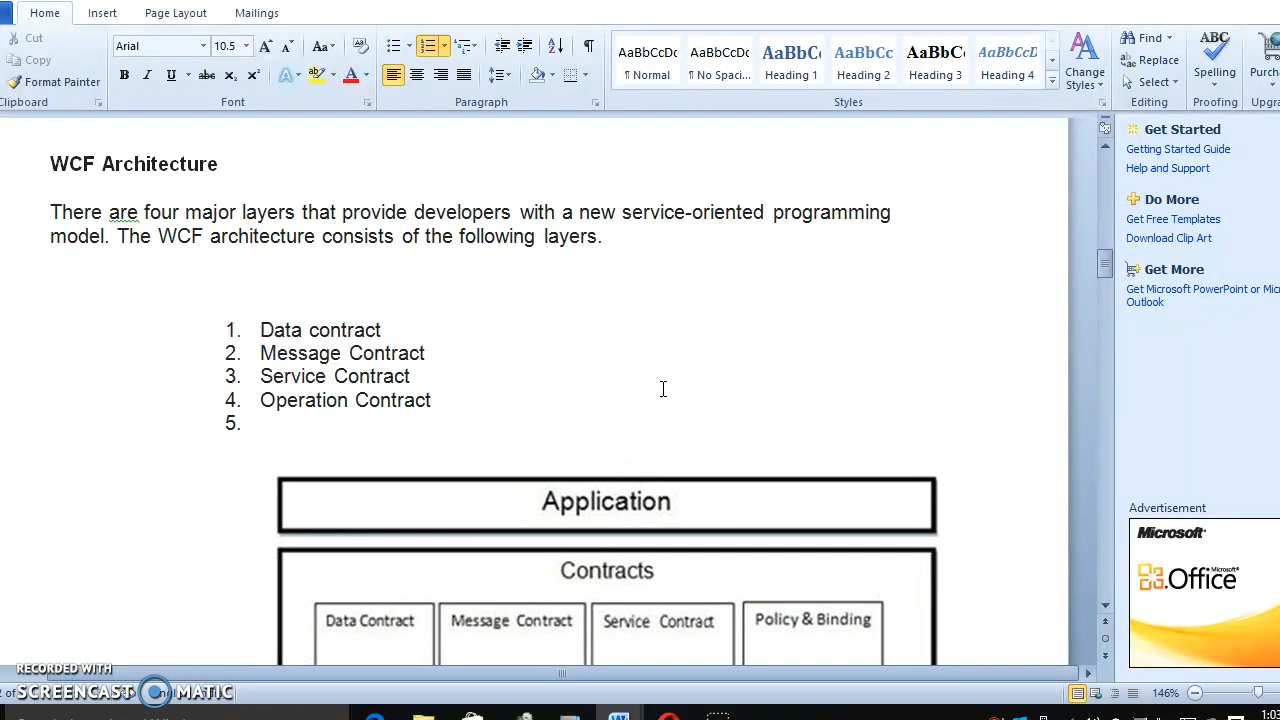 Home Insert Page Layout Mailings
Cut
Copy
Format Painter
Clipboard
Arial 10.5
Font
Paragraph
AaBbCcDc AaBbCcDc AaBbCc AaBbCc AaBbCc AaBbCcD
¶ Normal ¶ No Spaci... Heading 1 Heading 2 Heading 3 Heading 4
Styles
Change
Styles
Find
Replace
Select
Editing
ABC
Spelling
Proofing
WCF Architecture
There are four major layers that provide developers with a new service-oriented programming
model. The WCF architecture consists of the following layers.
1. Data contract
2. Message Contract
3. Service Contract
4. Operation Contract
5.
Application
Contracts
Data Contract Message Contract Service Contract Policy & Binding
Get Started
Getting Started Guide
Help and Support
Do More
Get Free Templates
Download Clip Art
Get More
Get Microsoft PowerPoint or
Outlook
Advertisement
Microsoft
Microsoft
Office
RECORDED WITH
SCREENCAST MATIC
146%